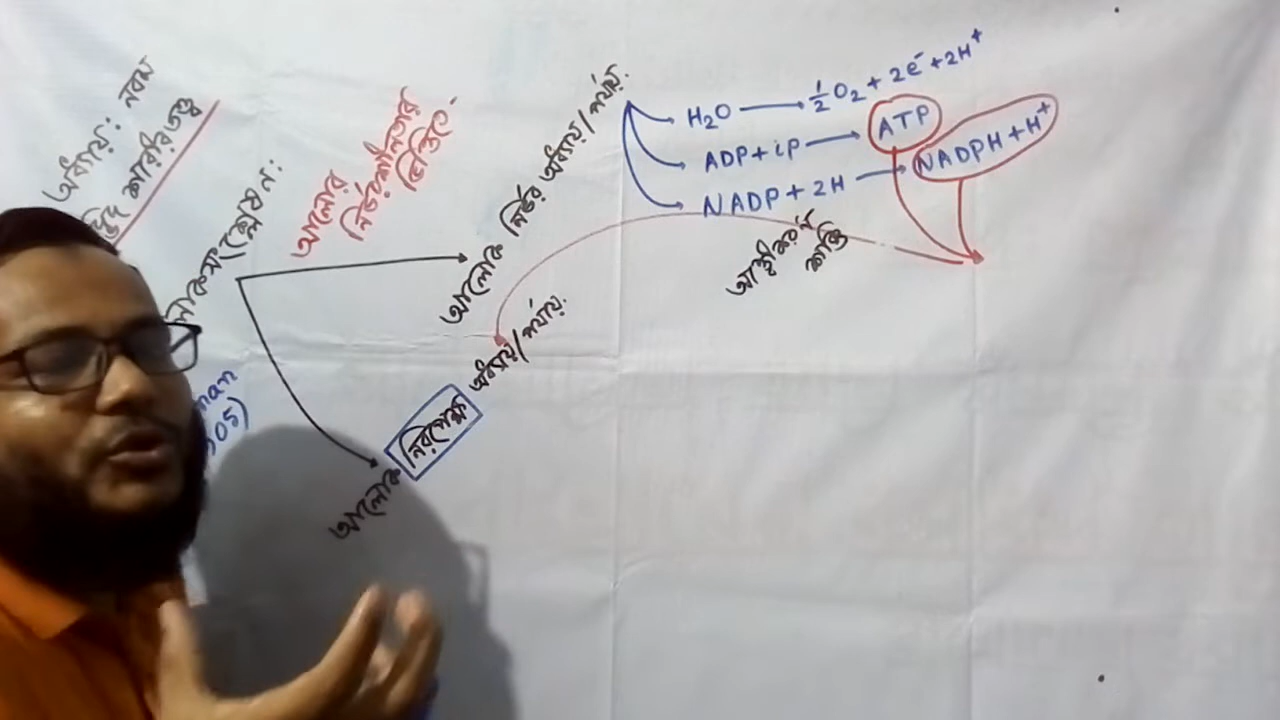 অধ্যায়: নবম
শারীরতত্ত্ব
আলোর
নির্ভরশীলতার
ভিত্তিতে-
আলোক নির্ভর অধ্যায়/পর্যায়.
H₂O → ½O₂ + 2e⁻ + 2H⁺
ADP + iP → ATP
NADP + 2H → NADPH + H⁺
আত্তীকরণ
শক্তি
আলোক নিরপেক্ষ অধ্যায়/পর্যায়.